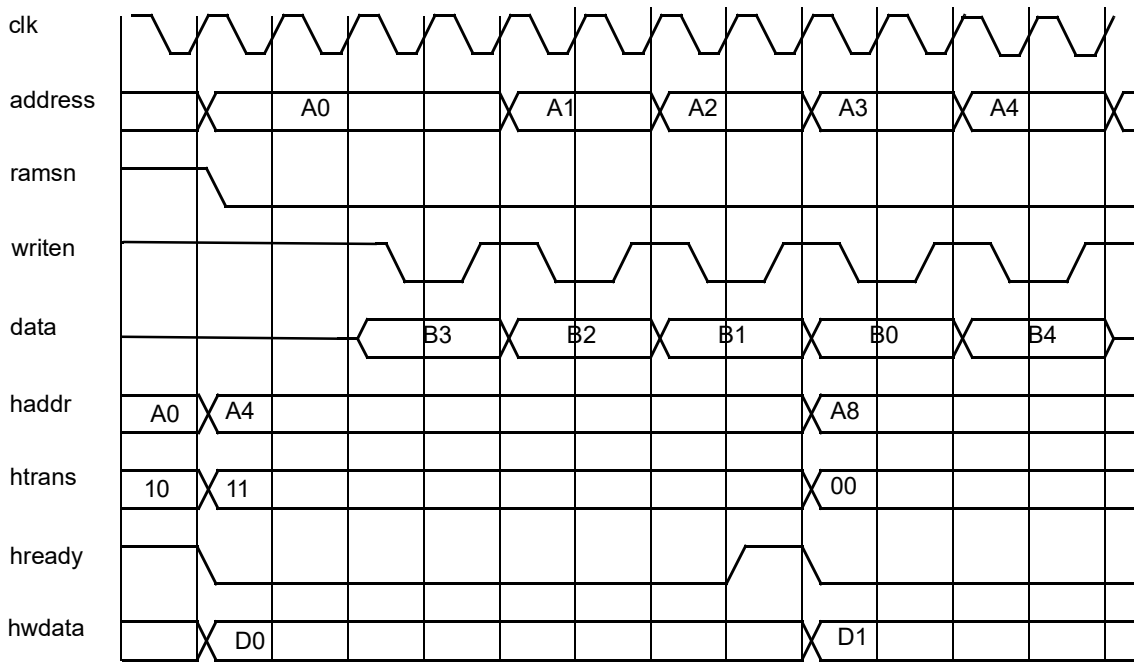 clk
address A0 A1 A2 A3 A4
ramsn
writen
data B3 B2 B1 B0 B4
haddr A0 A4 A8
htrans 10 11 00
hready
hwdata D0 D1